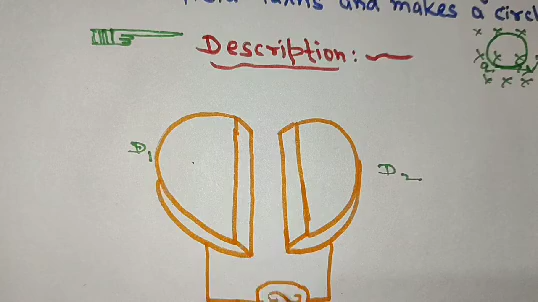 and makes a circl
Description:
D1
D2